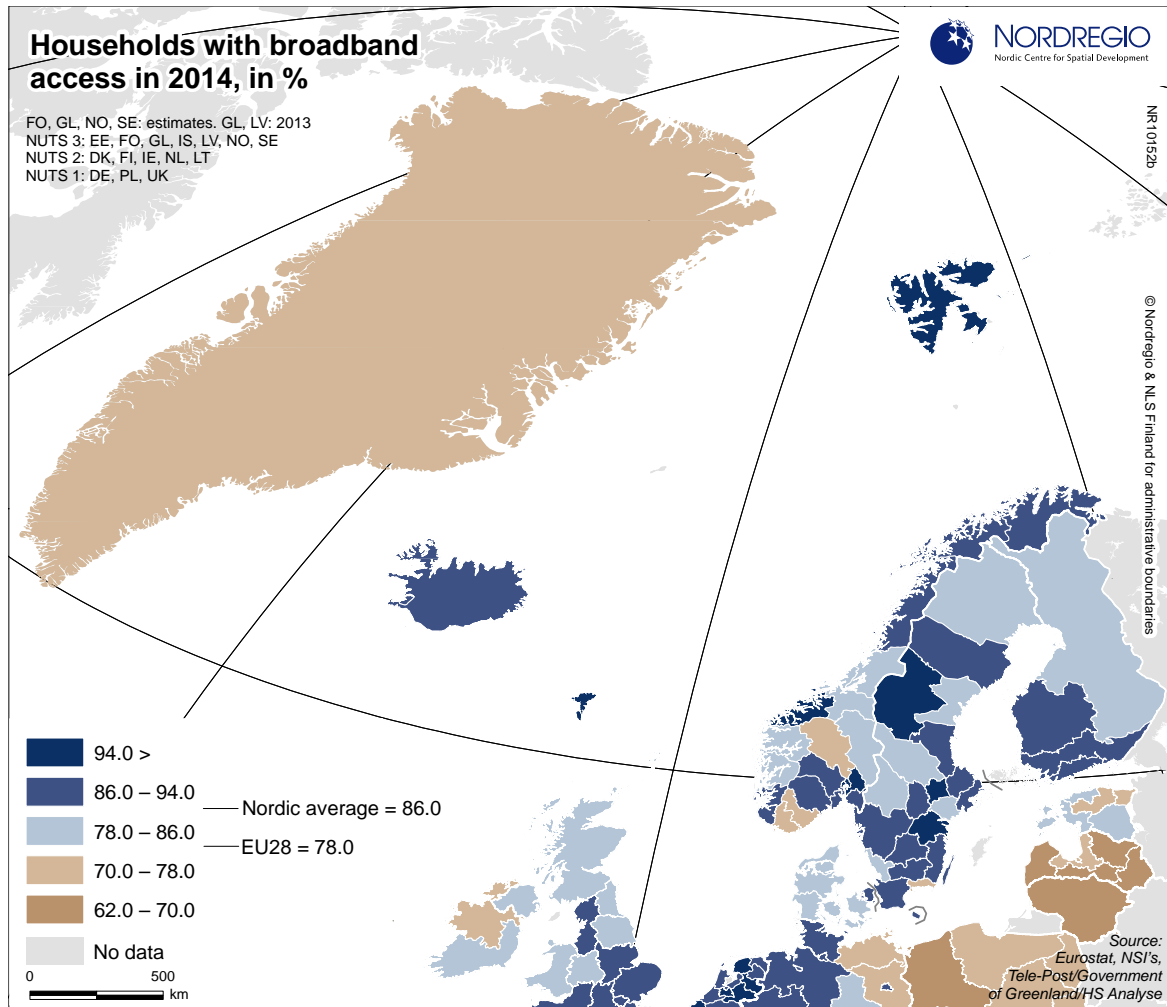 Households with broadband
access in 2014, in %
FO, GL, NO, SE: estimates. GL, LV: 2013
NUTS 3: EE, FO, GL, IS, LV, NO, SE
NUTS 2: DK, FI, IE, NL, LT
NUTS 1: DE, PL, UK
NORDREGIO
Nordic Centre for Spatial Development
NR10152b
© Nordregio & NLS Finland for administrative boundaries
94.0 >
86.0 – 94.0
Nordic average = 86.0
78.0 – 86.0
EU28 = 78.0
70.0 – 78.0
62.0 – 70.0
No data
0 500
km
Source:
Eurostat, NSI's,
Tele-Post/Government
of Greenland/HS Analyse